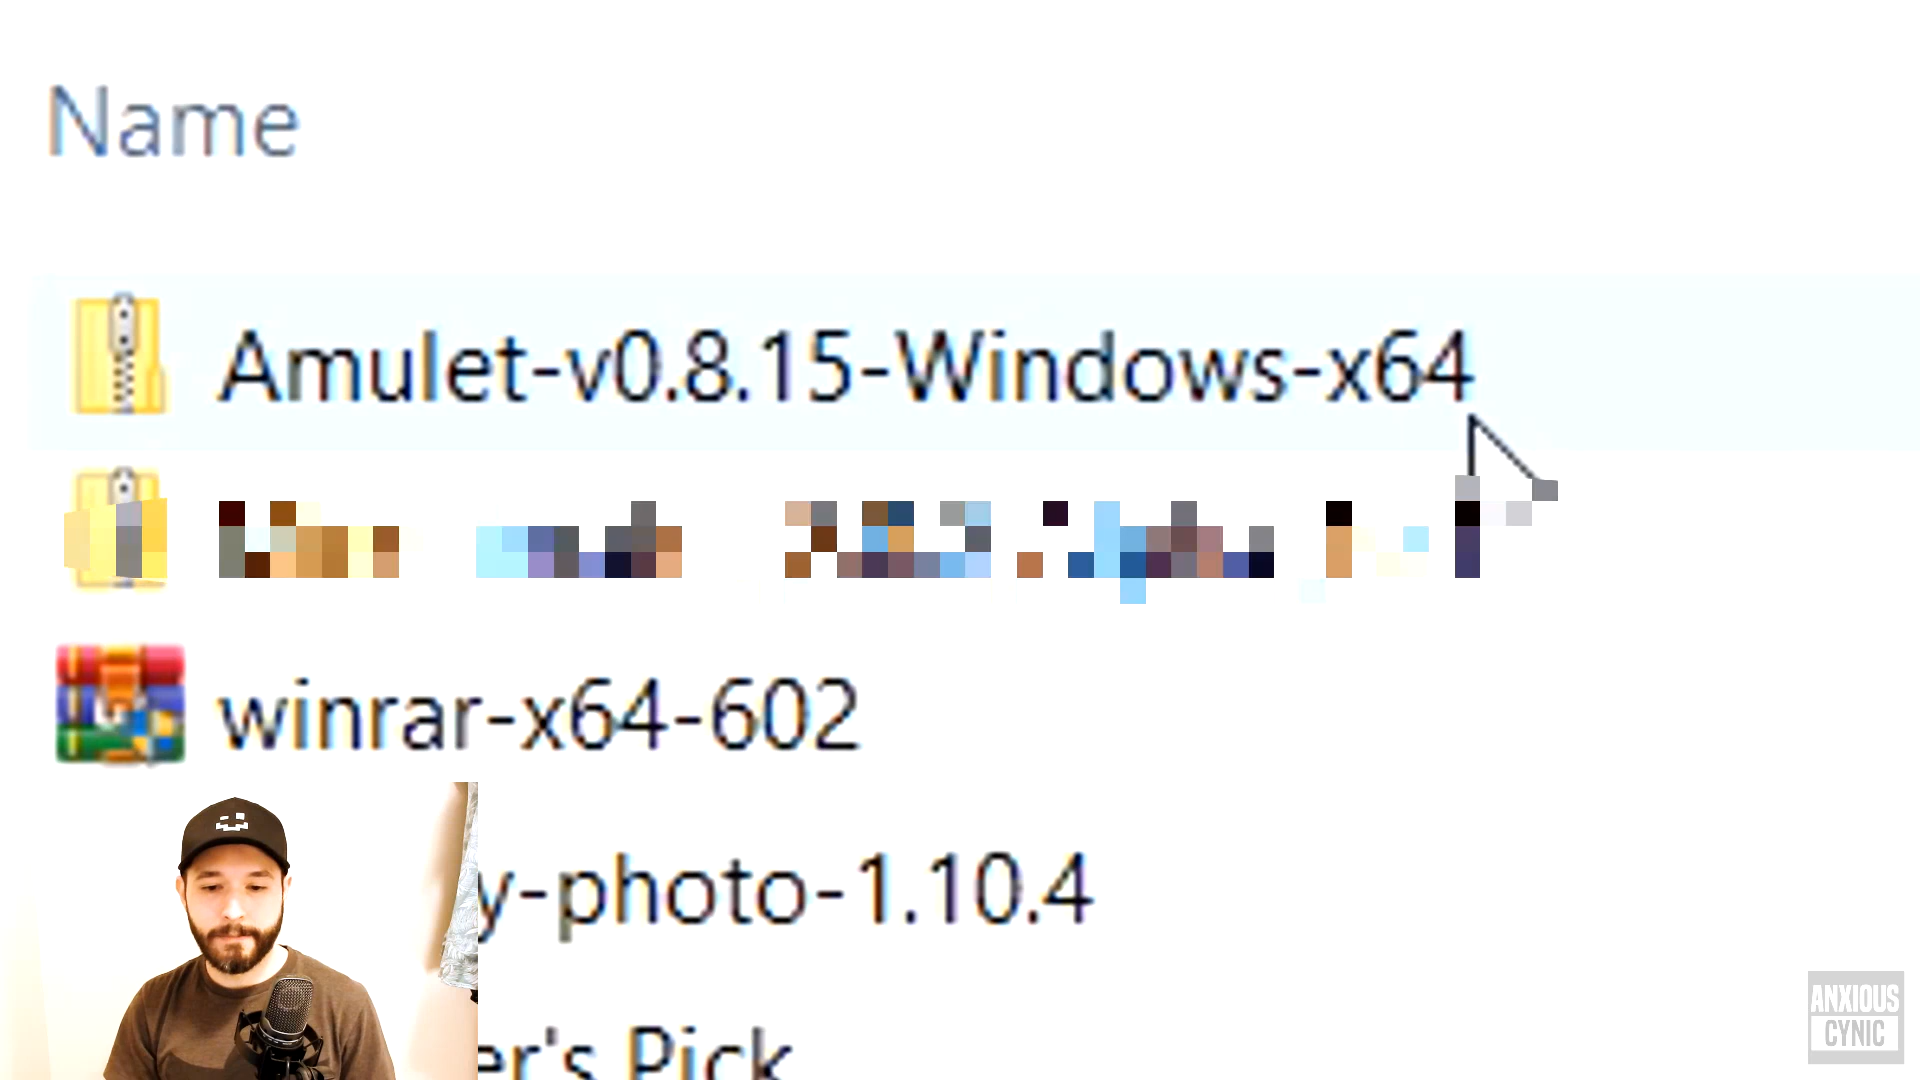 Name
Amulet-v0.8.15-Windows-x64
winrar-x64-602
y-photo-1.10.4
er's Pick
ANXIOUS
CYNIC